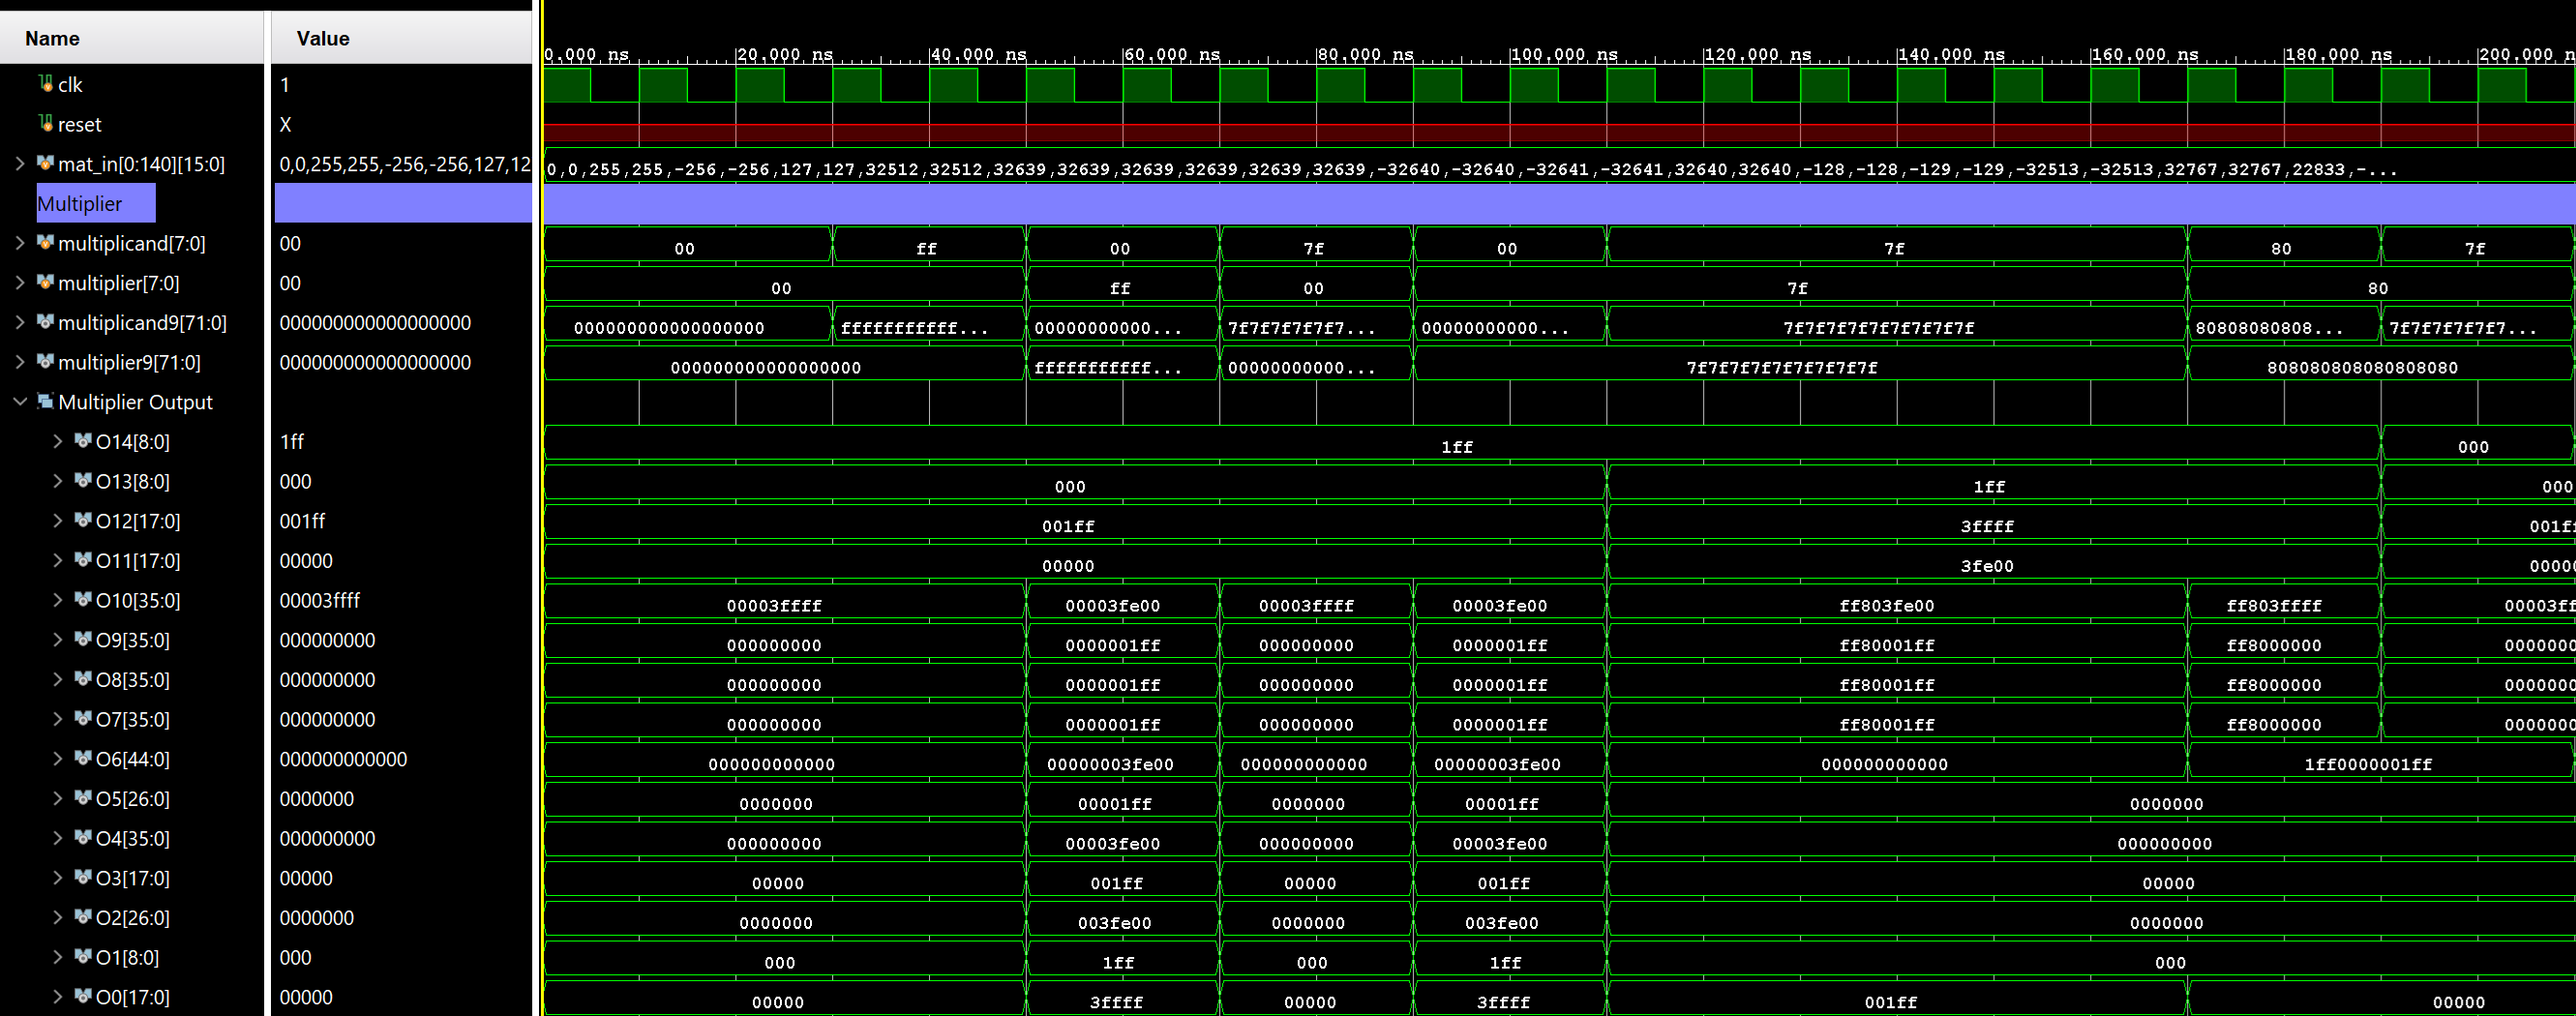 Name Value
0.000 ns 20.000 ns 40.000 ns 60.000 ns 80.000 ns 100.000 ns 120.000 ns 140.000 ns 160.000 ns 180.000 ns 200.000 n
clk 1
reset X
mat_in[0:140][15:0] 0,0,255,255,-256,-256,127,12 0,0,255,255,-256,-256,127,127,32512,32512,32639,32639,32639,32639,32639,32639,-32640,-32640,-32641,-32641,32640,32640,-128,-128,-129,-129,-32513,-32513,32767,32767,22833,-...
Multiplier
multiplicand[7:0] 00 00 ff 00 7f 00 7f 80 7f
multiplier[7:0] 00 00 ff 00 7f 80
multiplicand9[71:0] 000000000000000000 000000000000000000 fffffffffff... 00000000000... 7f7f7f7f7f7... 00000000000... 7f7f7f7f7f7f7f7f7f 80808080808... 7f7f7f7f7f7...
multiplier9[71:0] 000000000000000000 000000000000000000 fffffffffff... 00000000000... 7f7f7f7f7f7f7f7f7f 808080808080808080
Multiplier Output
O14[8:0] 1ff 1ff 000
O13[8:0] 000 000 1ff 000
O12[17:0] 001ff 001ff 3ffff 001f
O11[17:0] 00000 00000 3fe00 0000
O10[35:0] 00003ffff 00003ffff 00003fe00 00003ffff 00003fe00 ff803fe00 ff803ffff 00003ff
O9[35:0] 000000000 000000000 0000001ff 000000000 0000001ff ff80001ff ff8000000 0000000
O8[35:0] 000000000 000000000 0000001ff 000000000 0000001ff ff80001ff ff8000000 0000000
O7[35:0] 000000000 000000000 0000001ff 000000000 0000001ff ff80001ff ff8000000 0000000
O6[44:0] 000000000000 000000000000 00000003fe00 000000000000 00000003fe00 000000000000 1ff0000001ff
O5[26:0] 0000000 0000000 00001ff 0000000 00001ff 0000000
O4[35:0] 000000000 000000000 00003fe00 000000000 00003fe00 000000000
O3[17:0] 00000 00000 001ff 00000 001ff 00000
O2[26:0] 0000000 0000000 003fe00 0000000 003fe00 0000000
O1[8:0] 000 000 1ff 000 1ff 000
O0[17:0] 00000 00000 3ffff 00000 3ffff 001ff 00000